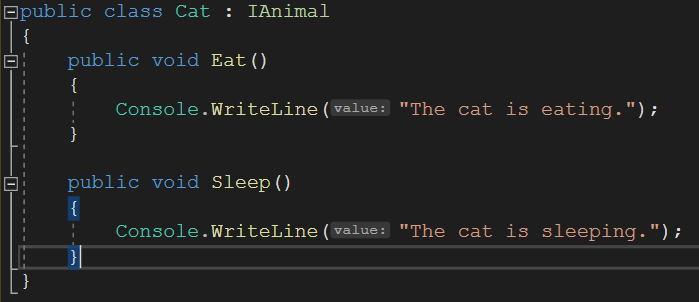 public class Cat : IAnimal
{
    public void Eat()
    {
        Console.WriteLine(value: "The cat is eating.");
    }

    public void Sleep()
    {
        Console.WriteLine(value: "The cat is sleeping.");
    }
}